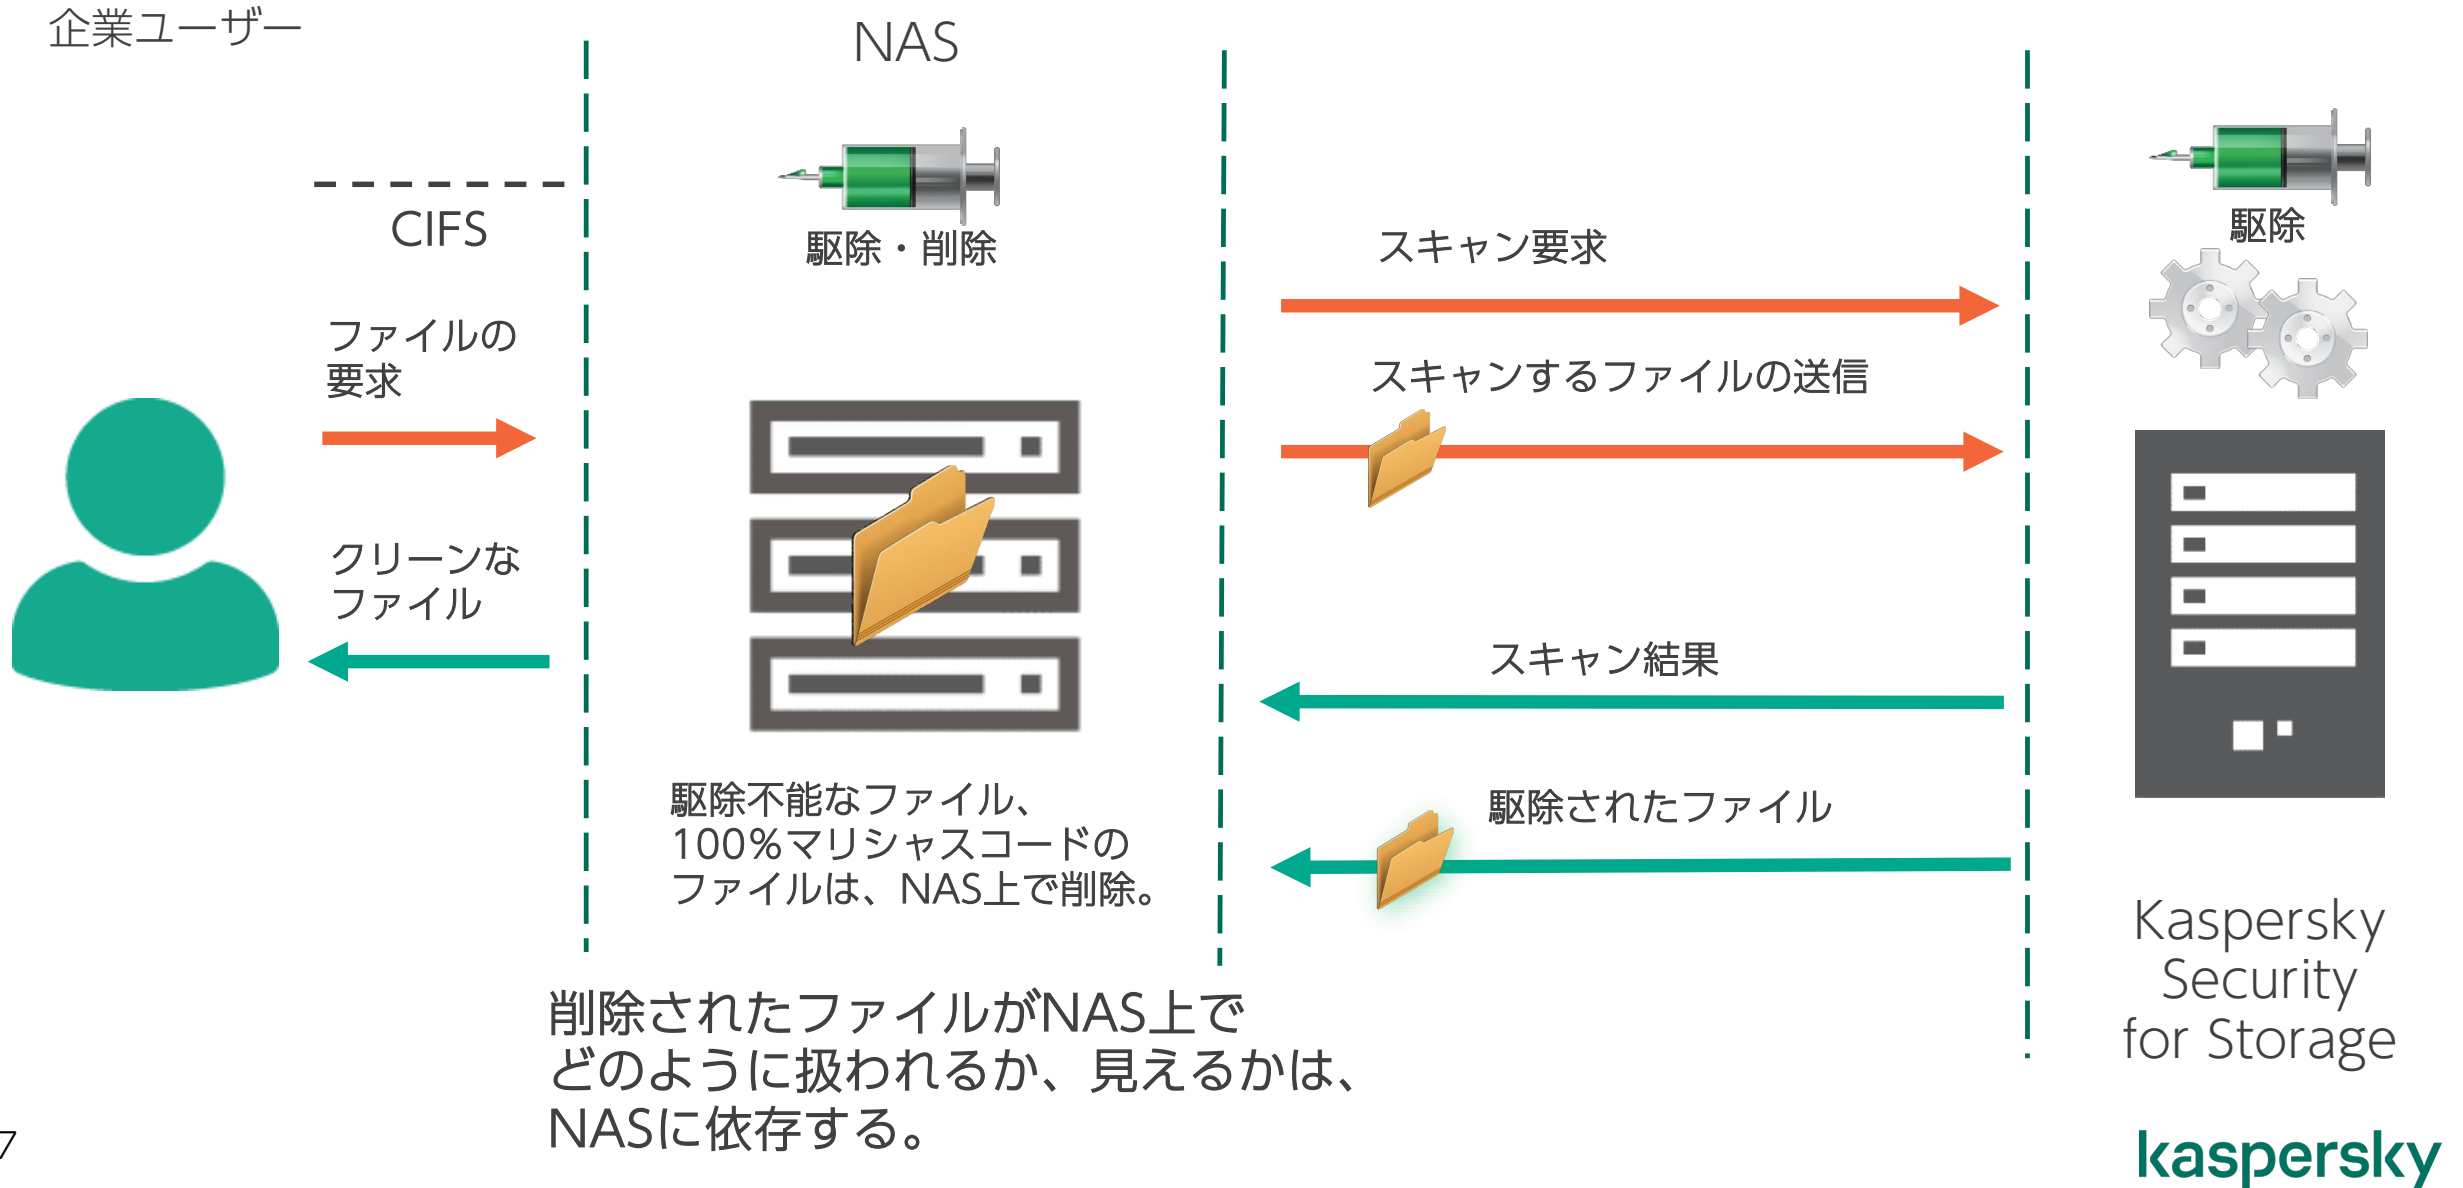 企業ユーザー
NAS
CIFS
駆除・削除
駆除
スキャン要求
ファイルの
要求
スキャンするファイルの送信
クリーンな
ファイル
スキャン結果
駆除不能なファイル、
100%マリシャスコードの
ファイルは、NAS上で削除。
駆除されたファイル
Kaspersky
Security
for Storage
削除されたファイルがNAS上で
どのように扱われるか、見えるかは、
NASに依存する。
7
kaspersky